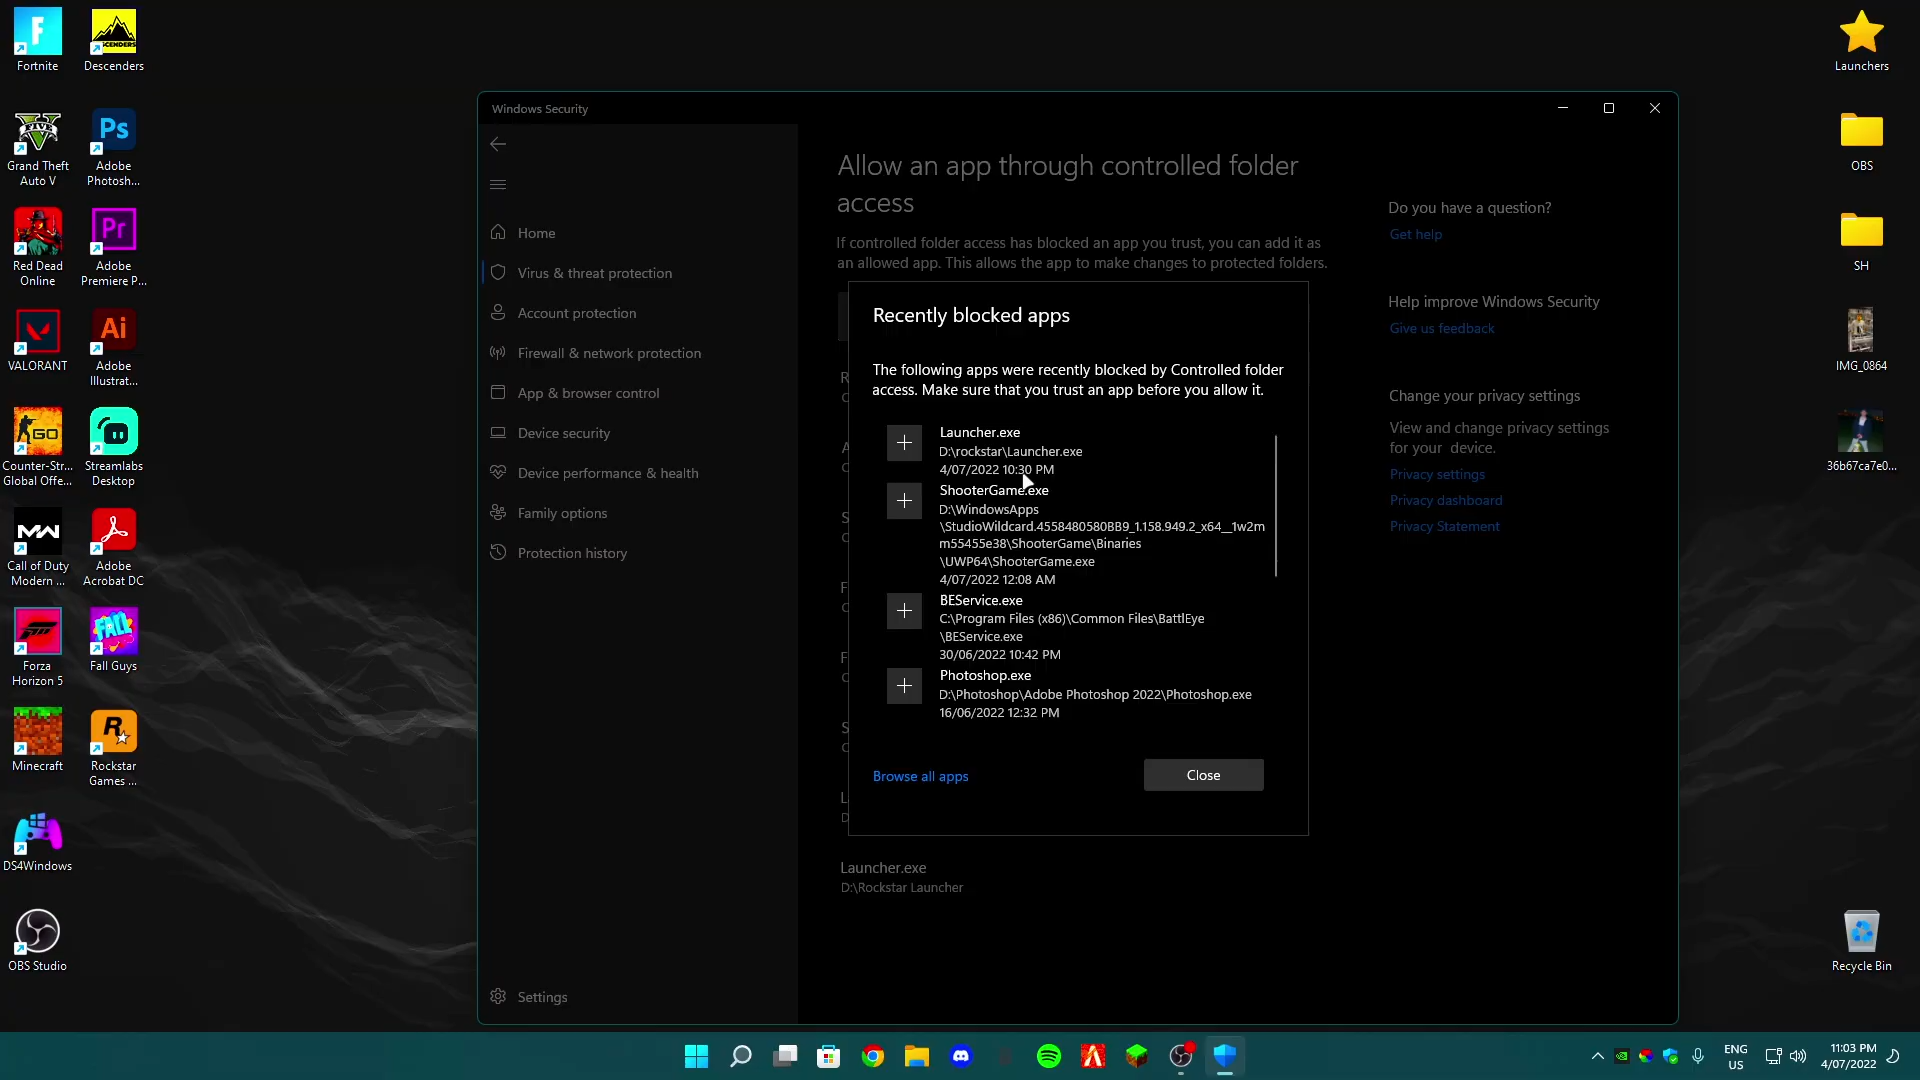 Fortnite
Descenders
Grand Theft
Auto V
Adobe
Photosh...
Red Dead
Online
Adobe
Premiere P...
VALORANT
Adobe
Illustrat...
Counter-Str...
Global Offe...
Streamlabs
Desktop
Call of Duty
Modern ...
Adobe
Acrobat DC
Forza
Horizon 5
Fall Guys
Minecraft
Rockstar
Games ...
DS4Windows
OBS Studio
Windows Security
Home
Virus & threat protection
Account protection
Firewall & network protection
App & browser control
Device security
Device performance & health
Family options
Protection history
Settings
Allow an app through controlled folder
access
If controlled folder access has blocked an app you trust, you can add it as
an allowed app. This allows the app to make changes to protected folders.
Recently blocked apps
The following apps were recently blocked by Controlled folder
access. Make sure that you trust an app before you allow it.
Launcher.exe
D:\rockstar\Launcher.exe
4/07/2022 10:30 PM
ShooterGame.exe
D:\WindowsApps
\StudioWildcard.4558480580BB9_1.158.949.2_x64__1w2m
m55455e38\ShooterGame\Binaries
\UWP64\ShooterGame.exe
4/07/2022 12:08 AM
BEService.exe
C:\Program Files (x86)\Common Files\BattlEye
\BEService.exe
30/06/2022 10:42 PM
Photoshop.exe
D:\Photoshop\Adobe Photoshop 2022\Photoshop.exe
16/06/2022 12:32 PM
Browse all apps
Close
Launcher.exe
D:\Rockstar Launcher
Do you have a question?
Get help
Help improve Windows Security
Give us feedback
Change your privacy settings
View and change privacy settings
for your device.
Privacy settings
Privacy dashboard
Privacy Statement
Launchers
OBS
SH
IMG_0864
36b67ca7e0...
Recycle Bin
ENG
US
11:03 PM
4/07/2022